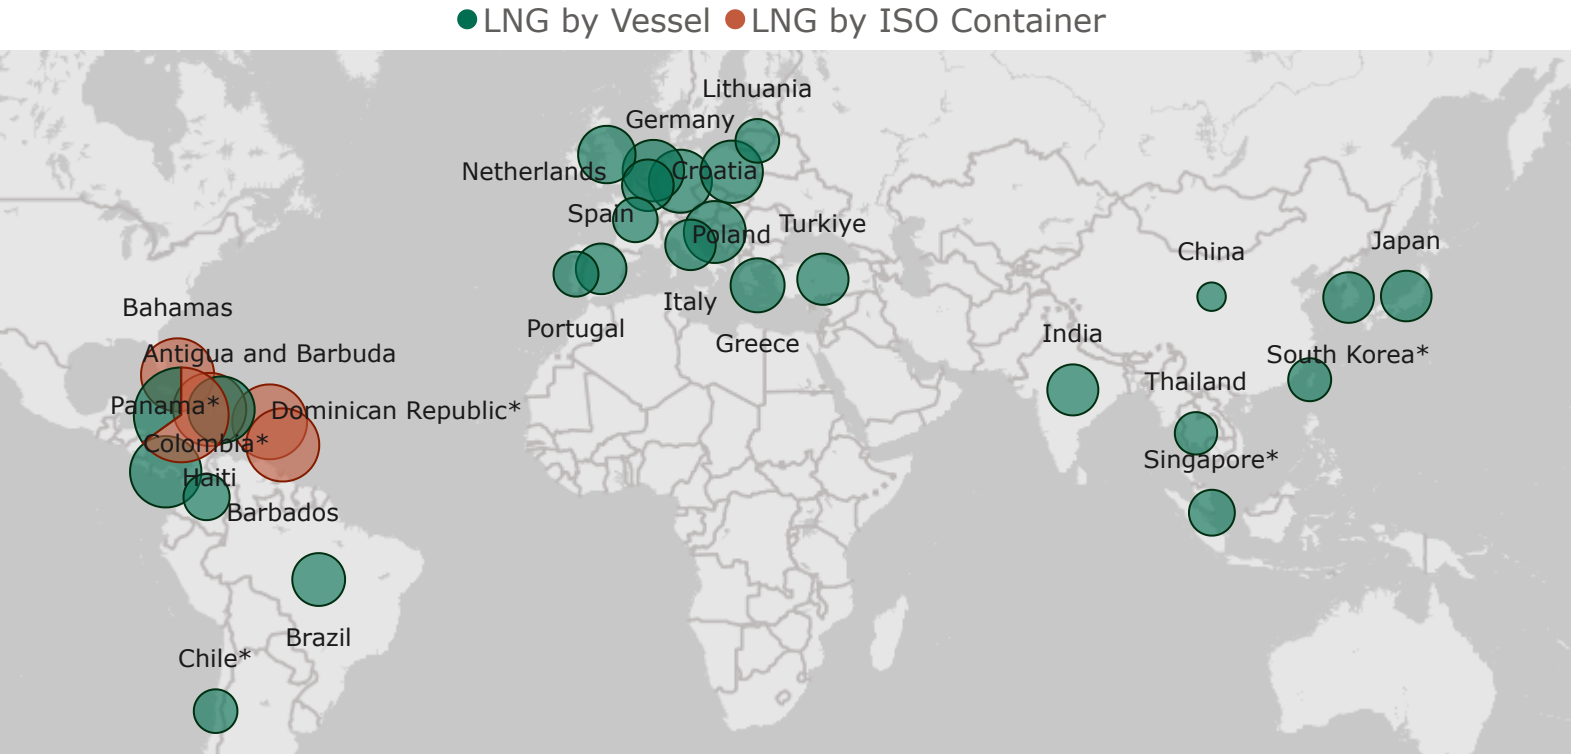 LNG by Vessel LNG by ISO Container
Lithuania
Germany
Netherlands
Croatia
Spain
Turkiye
Poland
Japan
China
Italy
Bahamas
Portugal
India
Greece
Antigua and Barbuda
South Korea*
Thailand
Panama*
Dominican Republic*
Colombia*
Singapore*
Haiti
Barbados
Brazil
Chile*